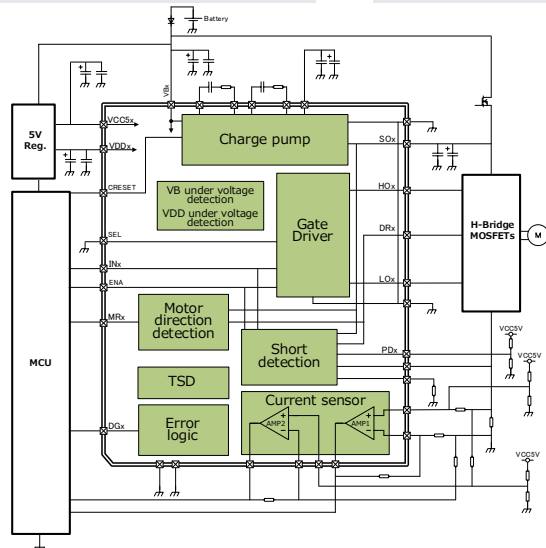 Battery
VBx
5V
Reg.
VCC5x
VDDx
Charge pump
SOx
CRESET
VB under voltage
detection
VDD under voltage
detection
Gate
Driver
HOx
DRx
H-Bridge
MOSFETs
M
SEL
INx
ENA
LOx
MRx
Motor
direction
detection
Short
detection
PDx
VCC5V
VCC5V
MCU
TSD
Current sensor
DGx
Error
logic
AMP2
AMP1
VCC5V